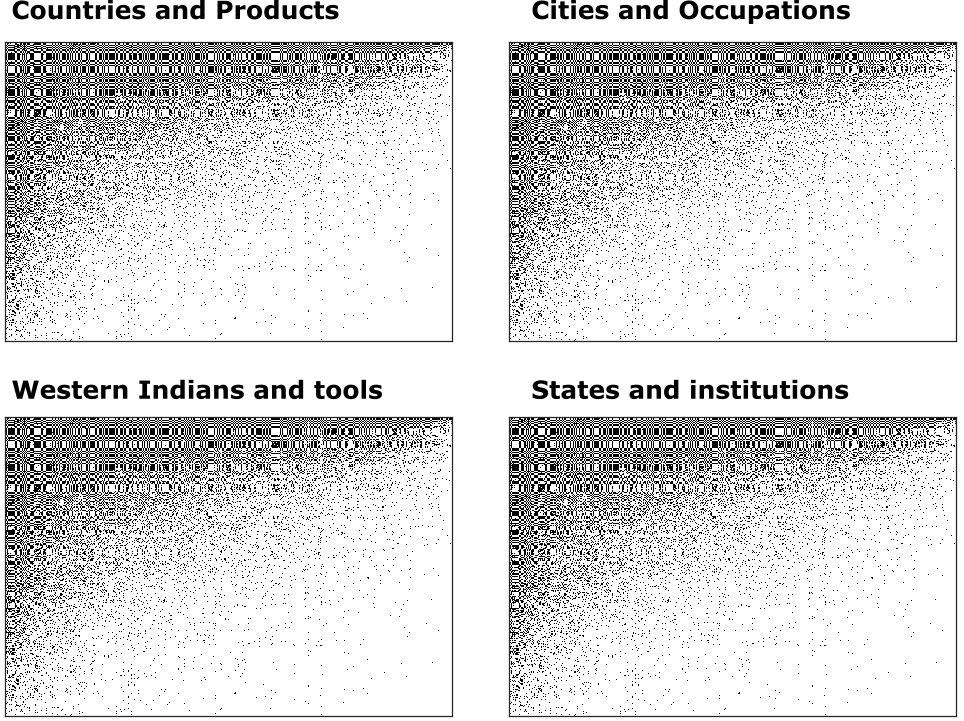 Countries and Products
Cities and Occupations
Western Indians and tools
States and institutions